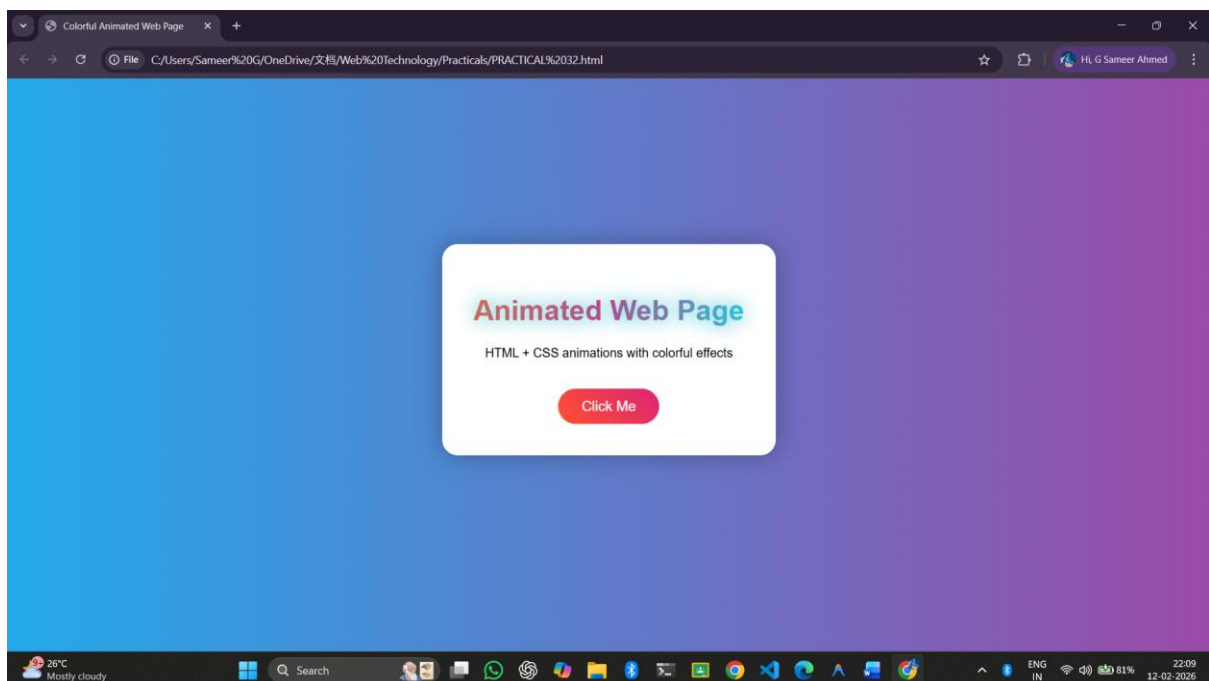 Colorful Animated Web Page
File C:/Users/Sameer%20G/OneDrive/文档/Web%20Technology/Practicals/PRACTICAL%2032.html
Hi, G Sameer Ahmed
Animated Web Page
HTML + CSS animations with colorful effects
Click Me
9+
26°C
Mostly cloudy
Search
ENG
IN
81%
22:09
12-02-2026